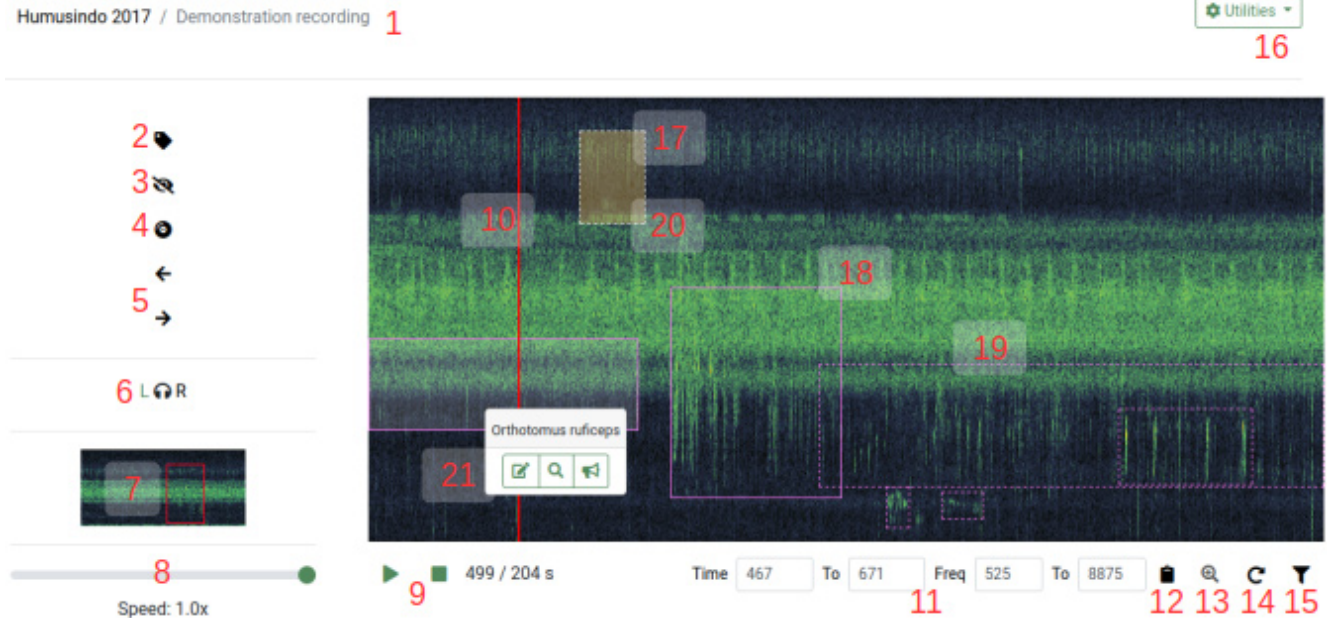 Humusindo 2017 / Demonstration recording 1
Utilities
16
2
17
3
10
20
4
18
5
19
6 L R
Orthotomus ruficeps
7
21
8
499 / 204 s Time 467 To 671 Freq 525 To 8875
9 11 12 13 14 15
Speed: 1.0x